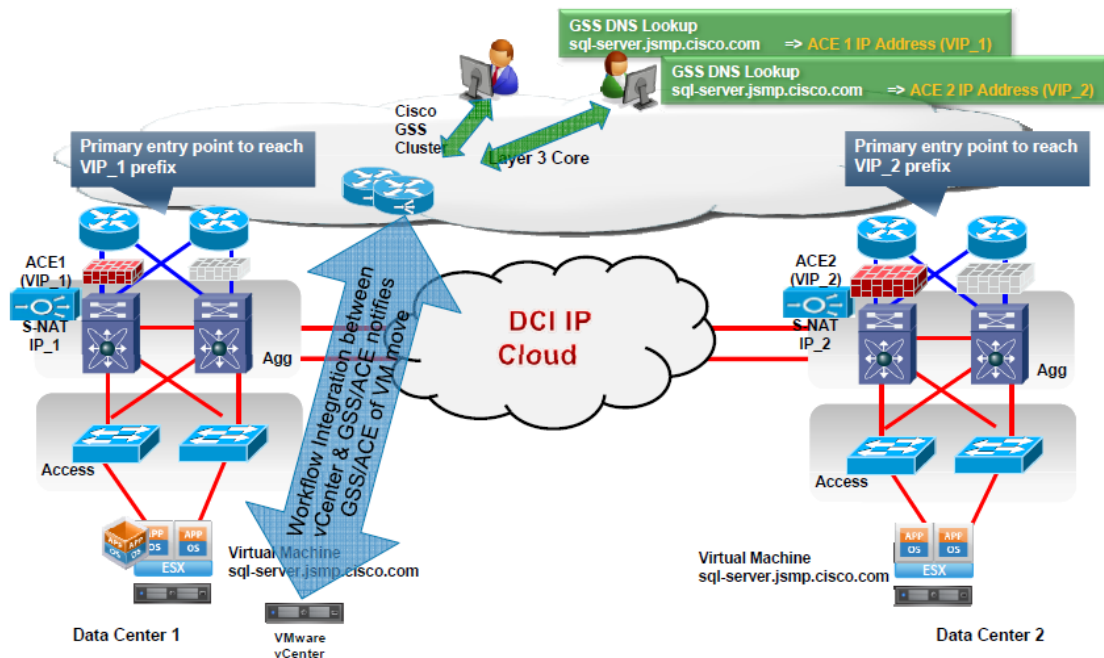 GSS DNS Lookup
sql-server.jsmp.cisco.com => ACE 1 IP Address (VIP_1)
GSS DNS Lookup
sql-server.jsmp.cisco.com => ACE 2 IP Address (VIP_2)
Cisco
GSS
Cluster
Layer 3 Core
Primary entry point to reach
VIP_1 prefix
Primary entry point to reach
VIP_2 prefix
ACE1
(VIP_1)
S-NAT
IP_1
Agg
Access
DCI IP
Cloud
ACE2
(VIP_2)
S-NAT
IP_2
Agg
Access
Workflow Integration between
vCenter & GSS/ACE notifies
GSS/ACE of VM move
APP
OS
APP
OS
APP
OS
APP
OS
ESX
Virtual Machine
sql-server.jsmp.cisco.com
Virtual Machine
sql-server.jsmp.cisco.com
APP
OS
APP
OS
ESX
Data Center 1
VMware
vCenter
Data Center 2